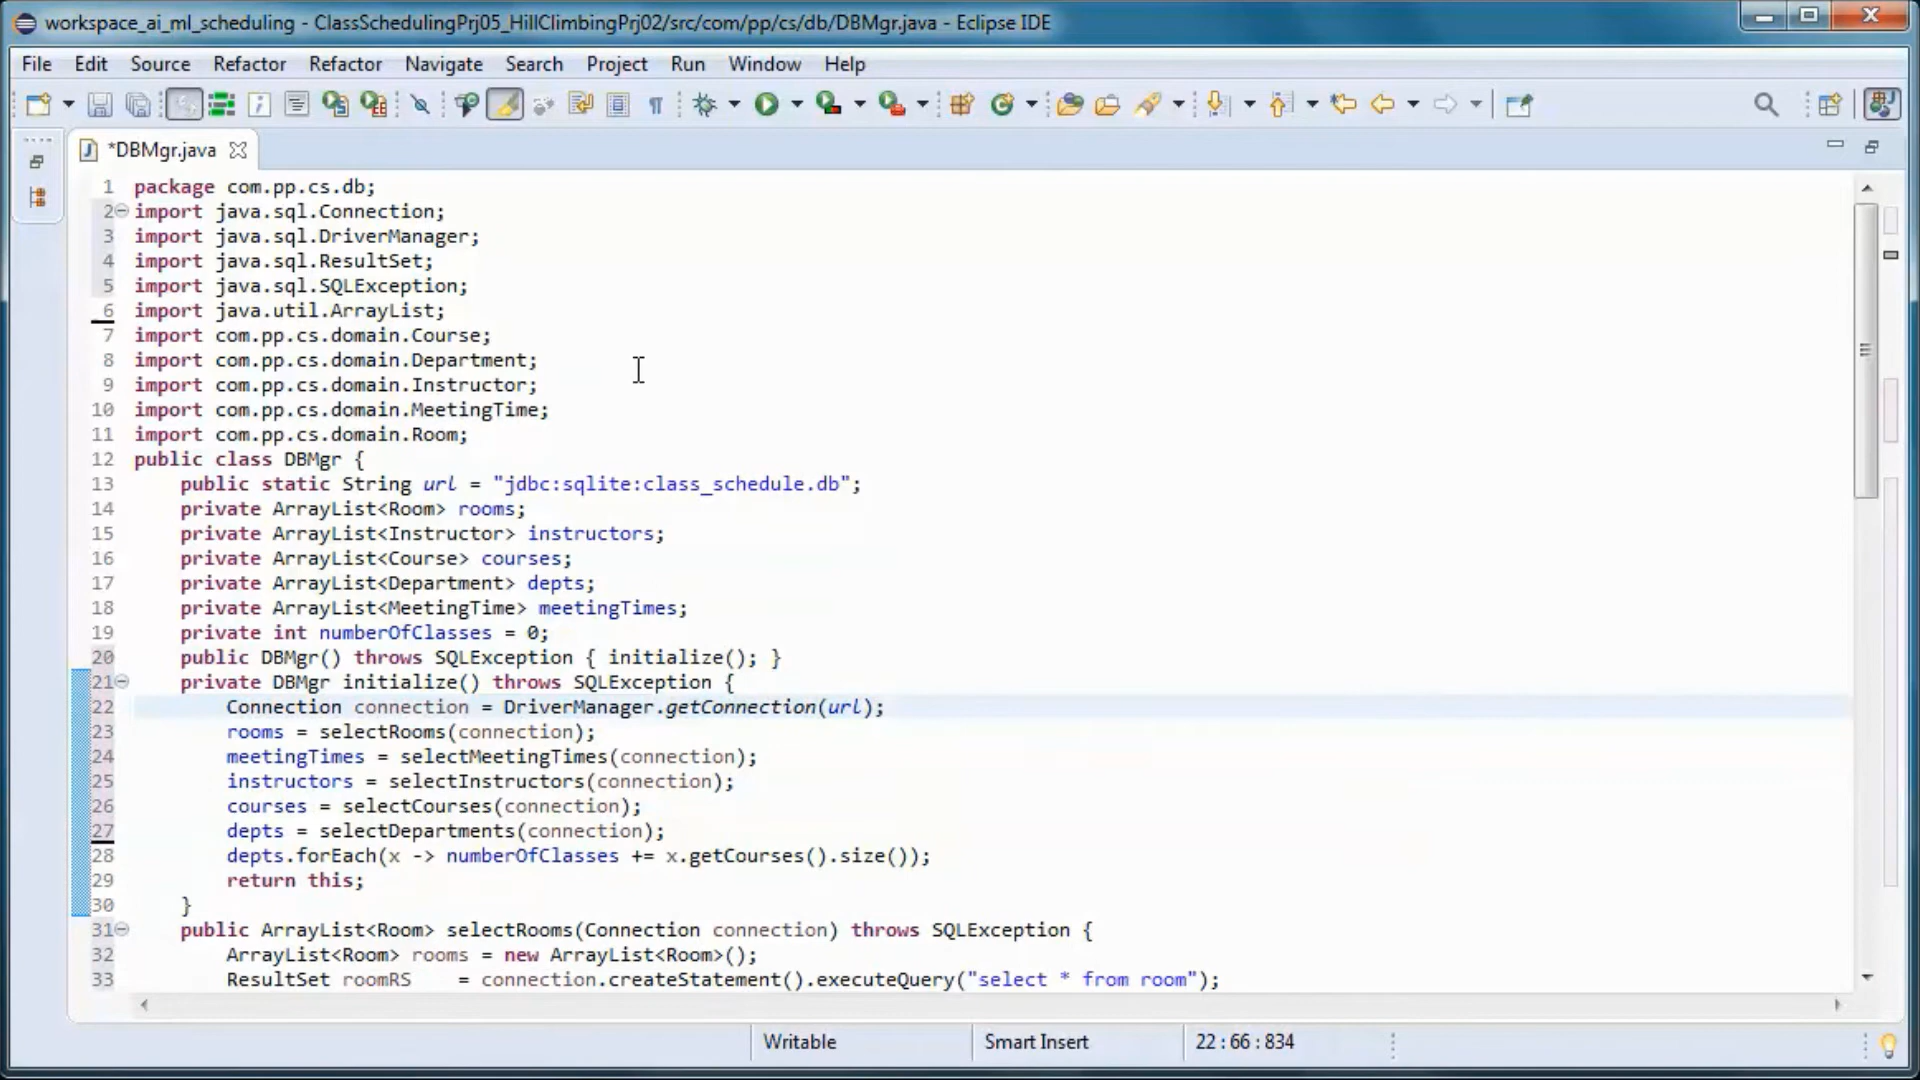 workspace_ai_ml_scheduling - ClassSchedulingPrj05_HillClimbingPrj02/src/com/pp/cs/db/DBMgr.java - Eclipse IDE
File Edit Source Refactor Refactor Navigate Search Project Run Window Help
*DBMgr.java
1 package com.pp.cs.db;
2 import java.sql.Connection;
3 import java.sql.DriverManager;
4 import java.sql.ResultSet;
5 import java.sql.SQLException;
6 import java.util.ArrayList;
7 import com.pp.cs.domain.Course;
8 import com.pp.cs.domain.Department;
9 import com.pp.cs.domain.Instructor;
10 import com.pp.cs.domain.MeetingTime;
11 import com.pp.cs.domain.Room;
12 public class DBMgr {
13     public static String url = "jdbc:sqlite:class_schedule.db";
14     private ArrayList<Room> rooms;
15     private ArrayList<Instructor> instructors;
16     private ArrayList<Course> courses;
17     private ArrayList<Department> depts;
18     private ArrayList<MeetingTime> meetingTimes;
19     private int numberOfClasses = 0;
20     public DBMgr() throws SQLException { initialize(); }
21     private DBMgr initialize() throws SQLException {
22         Connection connection = DriverManager.getConnection(url);
23         rooms = selectRooms(connection);
24         meetingTimes = selectMeetingTimes(connection);
25         instructors = selectInstructors(connection);
26         courses = selectCourses(connection);
27         depts = selectDepartments(connection);
28         depts.forEach(x -> numberOfClasses += x.getCourses().size());
29         return this;
30     }
31     public ArrayList<Room> selectRooms(Connection connection) throws SQLException {
32         ArrayList<Room> rooms = new ArrayList<Room>();
33         ResultSet roomRS    = connection.createStatement().executeQuery("select * from room");
Writable Smart Insert 22 : 66 : 834